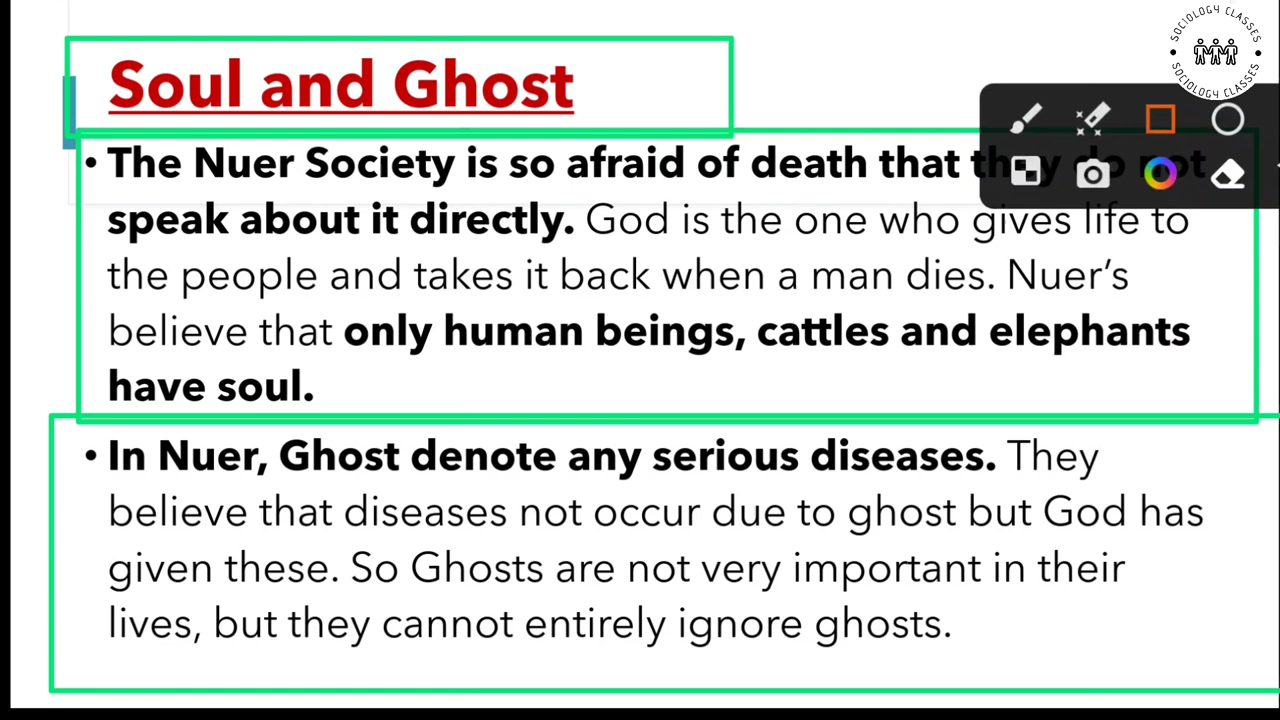 SOCIOLOGY CLASSES
SOCIOLOGY CLASSES
Soul and Ghost
• The Nuer Society is so afraid of death that they do not
speak about it directly. God is the one who gives life to
the people and takes it back when a man dies. Nuer’s
believe that only human beings, cattles and elephants
have soul.
• In Nuer, Ghost denote any serious diseases. They
believe that diseases not occur due to ghost but God has
given these. So Ghosts are not very important in their
lives, but they cannot entirely ignore ghosts.